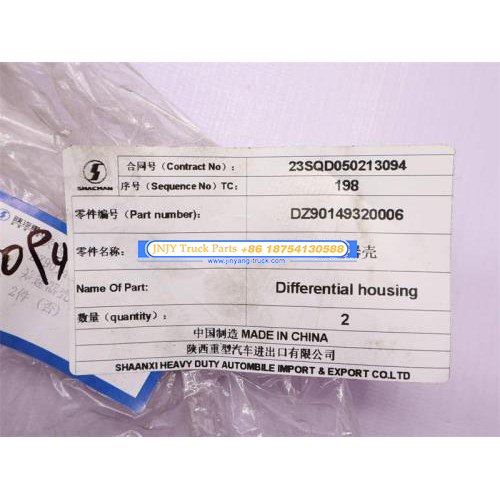 SHACMAN
合同号（Contract No）：
23SQD050213094
序号（Sequence No）TC：
198
零件编号（Part number）：
DZ90149320006
零件名称：
壳
JNJY Truck Parts +86 18754130588
www.jinyang-truck.com
Name Of Part:
Differential housing
数量（quantity）：
2
中国制造 MADE IN CHINA
陕西重型汽车进出口有限公司
SHAANXI HEAVY DUTY AUTOMBILE IMPORT & EXPORT CO.LTD
2件